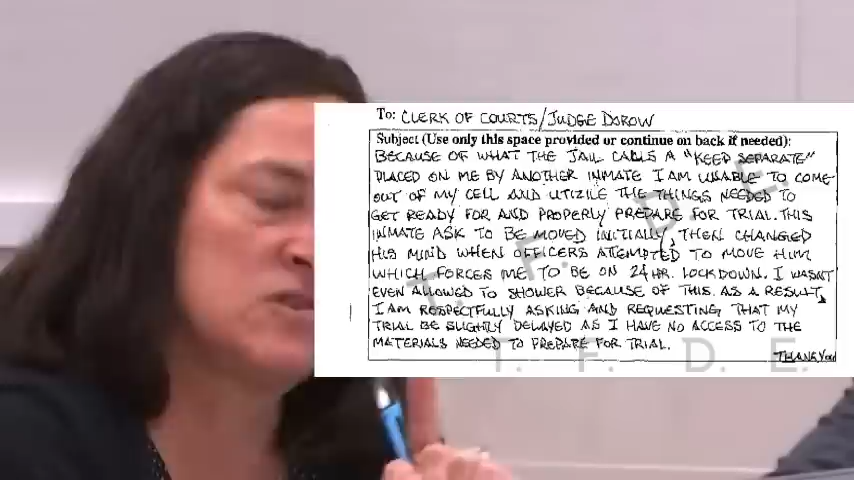 To: CLERK OF COURTS/JUDGE DOROW
Subject (Use only this space provided or continue on back if needed):
BECAUSE OF WHAT THE JAIL CALLS A "KEEP SEPARATE"
PLACED ON ME BY ANOTHER INMATE I AM UNABLE TO COME
OUT OF MY CELL AND UTIZILE THE THINGS NEEDED TO
GET READY FOR AND PROPERLY PREPARE FOR TRIAL. THIS
INMATE ASK TO BE MOVED INITIALLY, THEN CHANGED
HIS MIND WHEN OFFICERS ATTEMPTED TO MOVE HIM
WHICH FORCES ME TO BE ON 24 HR. LOCKDOWN. I WASN'T
EVEN ALLOWED TO SHOWER BECAUSE OF THIS. AS A RESULT,
I AM RESPECTFULLY ASKING AND REQUESTING THAT MY
TRIAL BE SLIGHTLY DELAYED AS I HAVE NO ACCESS TO THE
MATERIALS NEEDED TO PREPARE FOR TRIAL.
THANK YOU
T. F. D. E.
T. F. D. E.